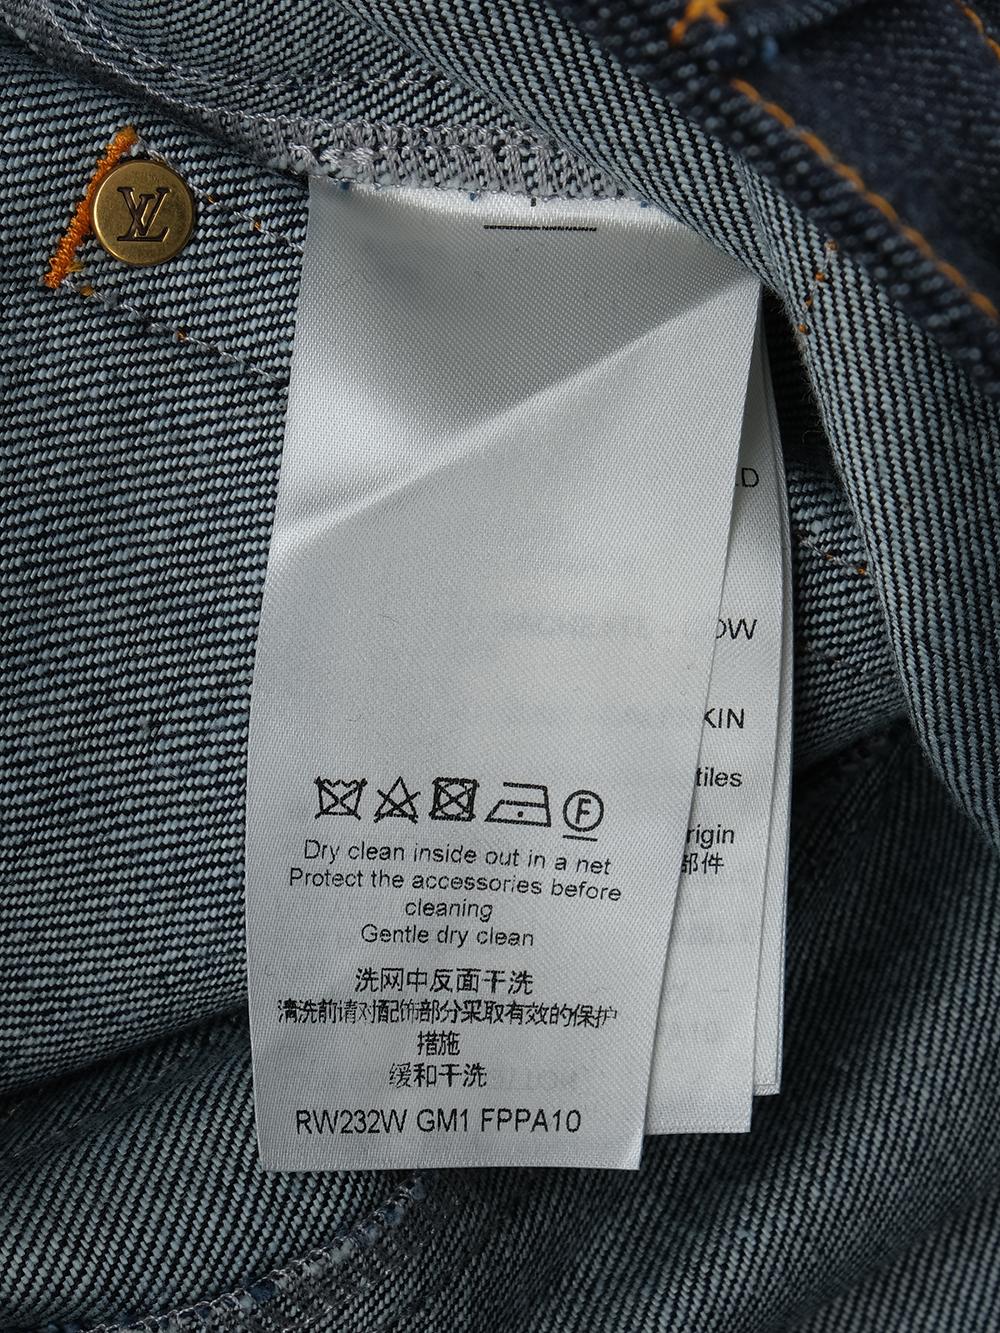 LV
Dry clean inside out in a net
Protect the accessories before
cleaning
Gentle dry clean
洗网中反面干洗
清洗前请对配饰部分采取有效的保护
措施
缓和干洗
RW232W GM1 FPPA10
F
D
OW
KIN
tiles
rigin
部件